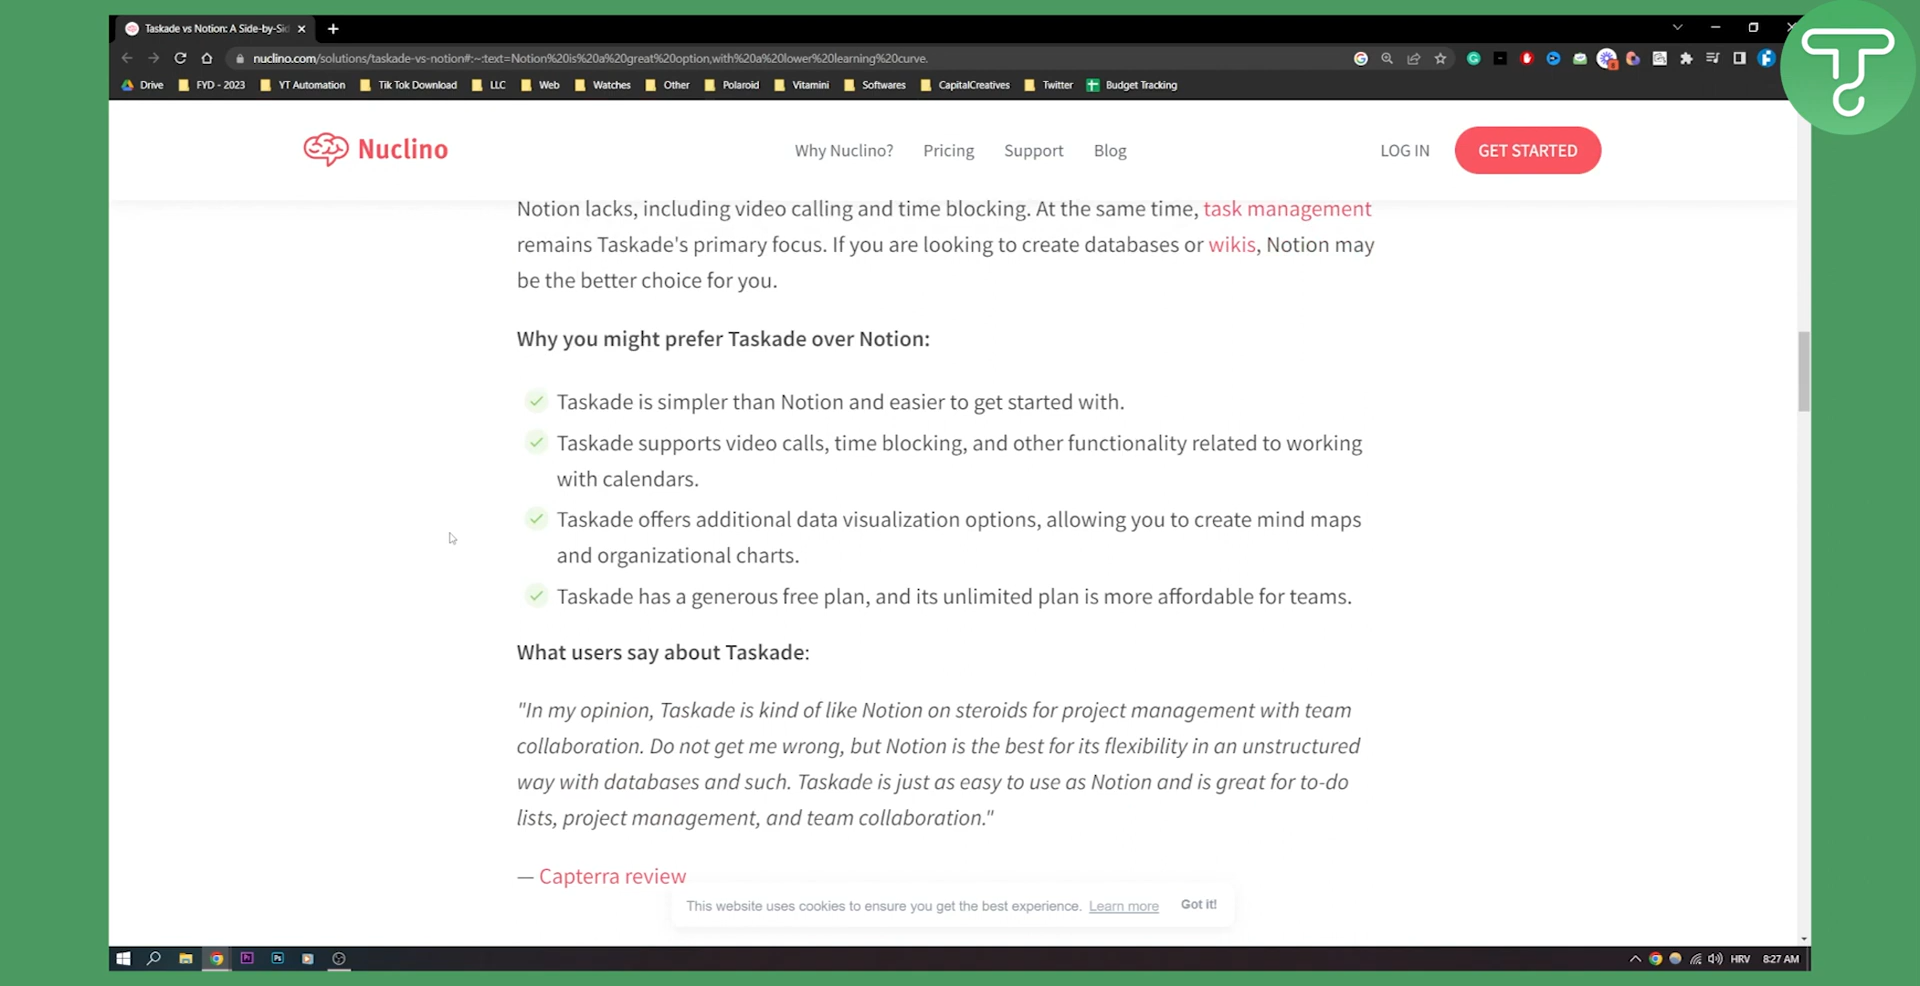 Taskade vs Notion: A Side-by-Si
nuclino.com/solutions/taskade-vs-notion#:~:text=Notion%20is%20a%20great%20option,with%20a%20lower%20learning%20curve.
Drive FYD - 2023 YT Automation Tik Tok Download LLC Web Watches Other Polaroid Vitamini Softwares CapitalCreatives Twitter Budget Tracking
Nuclino Why Nuclino? Pricing Support Blog LOG IN GET STARTED
Notion lacks, including video calling and time blocking. At the same time, task management
remains Taskade's primary focus. If you are looking to create databases or wikis, Notion may
be the better choice for you.
Why you might prefer Taskade over Notion:
Taskade is simpler than Notion and easier to get started with.
Taskade supports video calls, time blocking, and other functionality related to working
with calendars.
Taskade offers additional data visualization options, allowing you to create mind maps
and organizational charts.
Taskade has a generous free plan, and its unlimited plan is more affordable for teams.
What users say about Taskade:
"In my opinion, Taskade is kind of like Notion on steroids for project management with team
collaboration. Do not get me wrong, but Notion is the best for its flexibility in an unstructured
way with databases and such. Taskade is just as easy to use as Notion and is great for to-do
lists, project management, and team collaboration."
— Capterra review
This website uses cookies to ensure you get the best experience. Learn more Got it!
Pr Ps HRV 8:27 AM